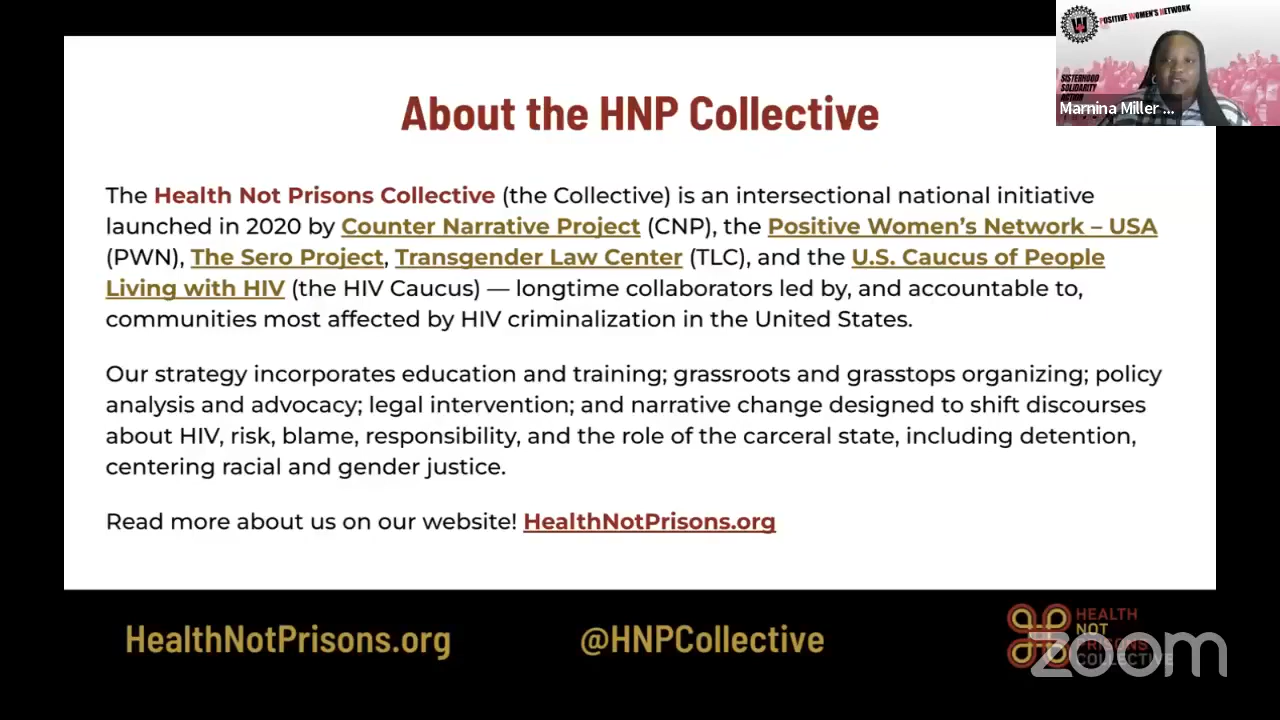 POSITIVE WOMEN'S NETWORK
SISTERHOOD
SOLIDARITY
ACTION
Marnina Miller ...
About the HNP Collective
The Health Not Prisons Collective (the Collective) is an intersectional national initiative
launched in 2020 by Counter Narrative Project (CNP), the Positive Women's Network – USA
(PWN), The Sero Project, Transgender Law Center (TLC), and the U.S. Caucus of People
Living with HIV (the HIV Caucus) — longtime collaborators led by, and accountable to,
communities most affected by HIV criminalization in the United States.
Our strategy incorporates education and training; grassroots and grasstops organizing; policy
analysis and advocacy; legal intervention; and narrative change designed to shift discourses
about HIV, risk, blame, responsibility, and the role of the carceral state, including detention,
centering racial and gender justice.
Read more about us on our website! HealthNotPrisons.org
HealthNotPrisons.org
@HNPCollective
HEALTH
NOT
PRISONS
COLLECTIVE
zoom